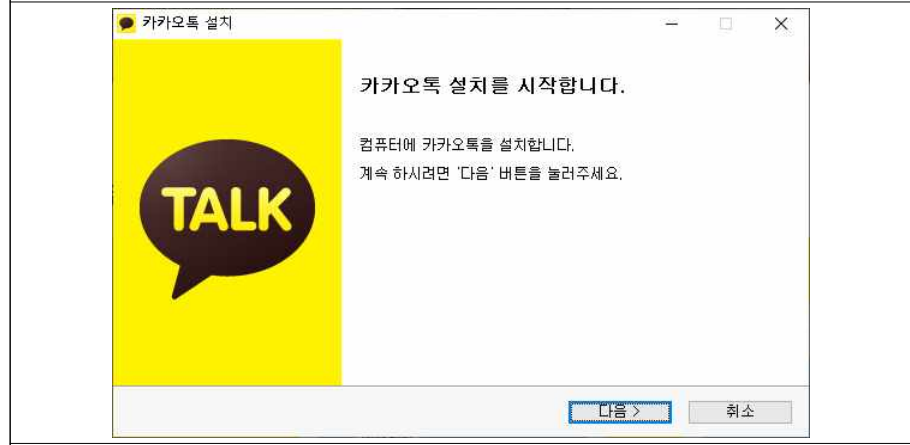 카카오톡 설치
카카오톡 설치를 시작합니다.
컴퓨터에 카카오톡을 설치합니다.
계속 하시려면 '다음' 버튼을 눌러주세요.
TALK
다음 >
취소